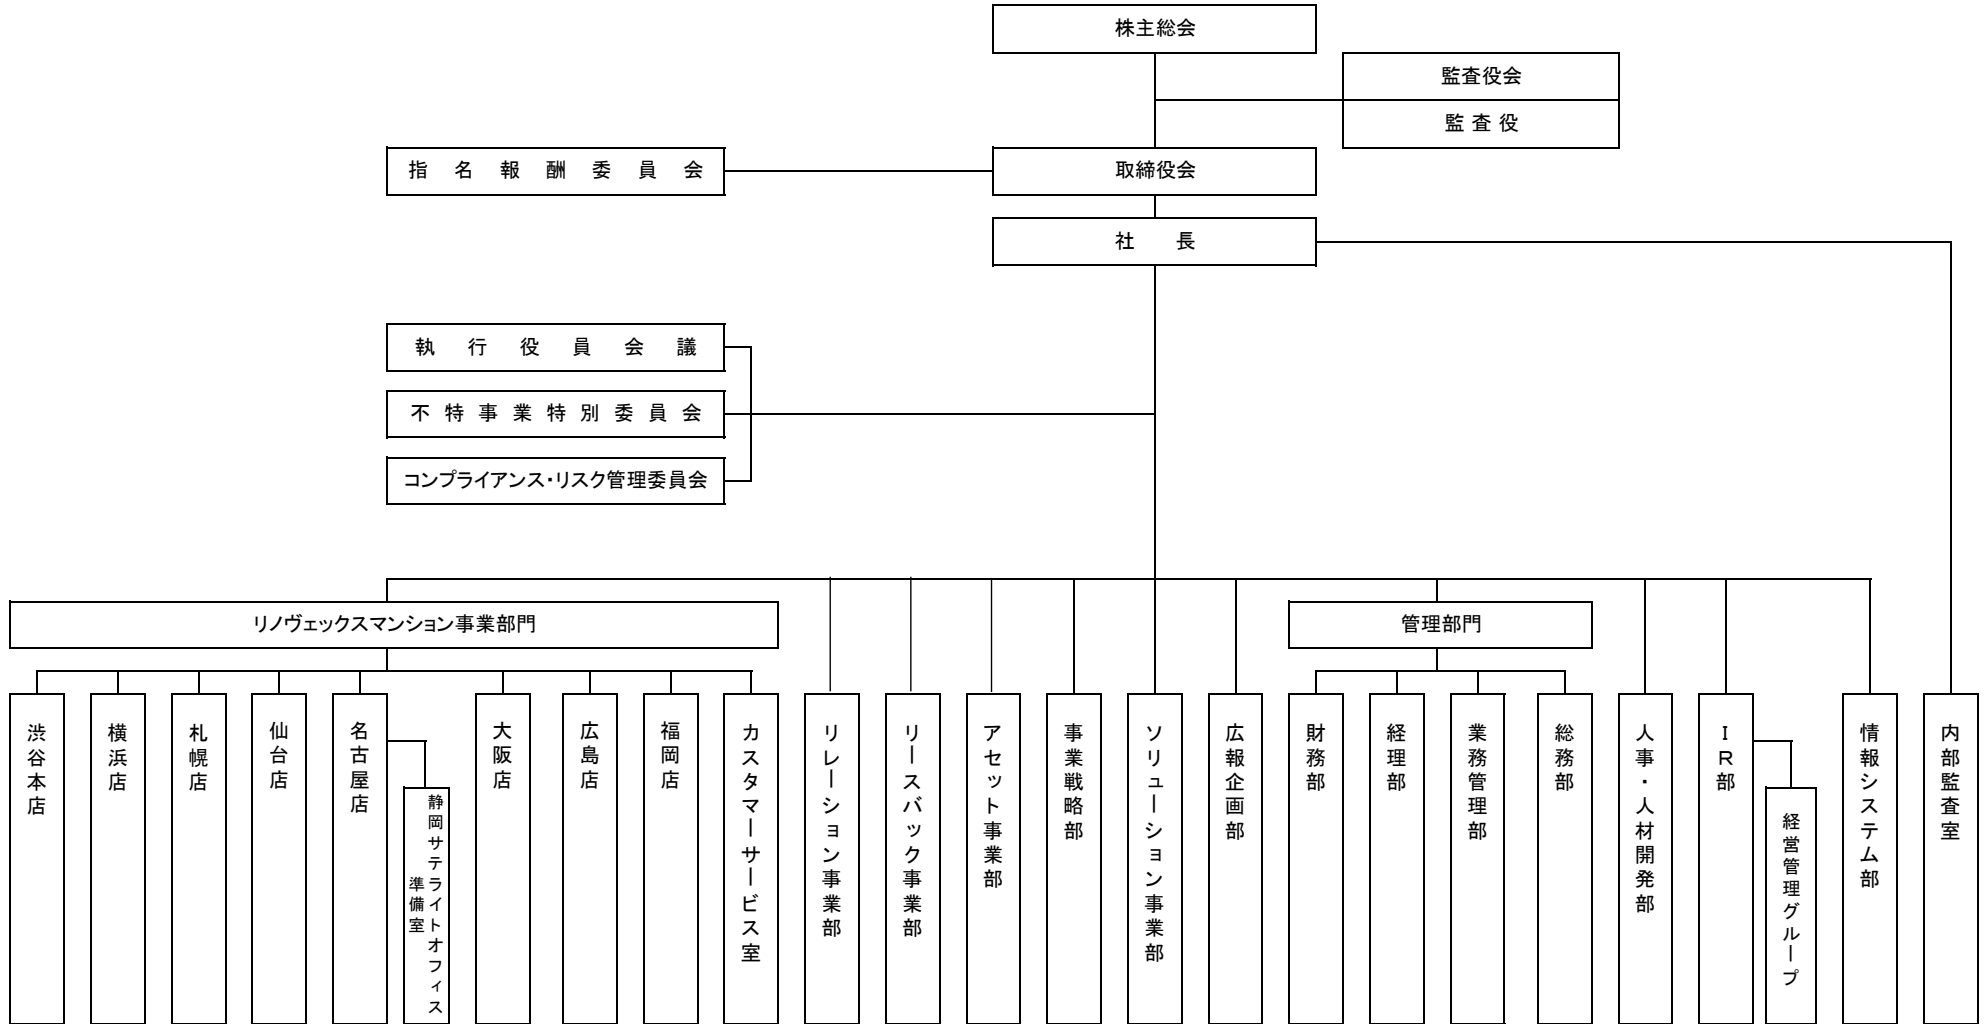 株主総会
監査役会
監査役
指名報酬委員会
取締役会
社長
執行役員会議
不特事業特別委員会
コンプライアンス・リスク管理委員会
リノヴェックスマンション事業部門
管理部門
渋谷本店
横浜店
札幌店
仙台店
名古屋店
静岡サテライトオフィス
準備室
大阪店
広島店
福岡店
カスタマーサービス室
リレーション事業部
リースバック事業部
アセット事業部
事業戦略部
ソリューション事業部
広報企画部
財務部
経理部
業務管理部
総務部
人事・人材開発部
ＩＲ部
経営管理グループ
情報システム部
内部監査室